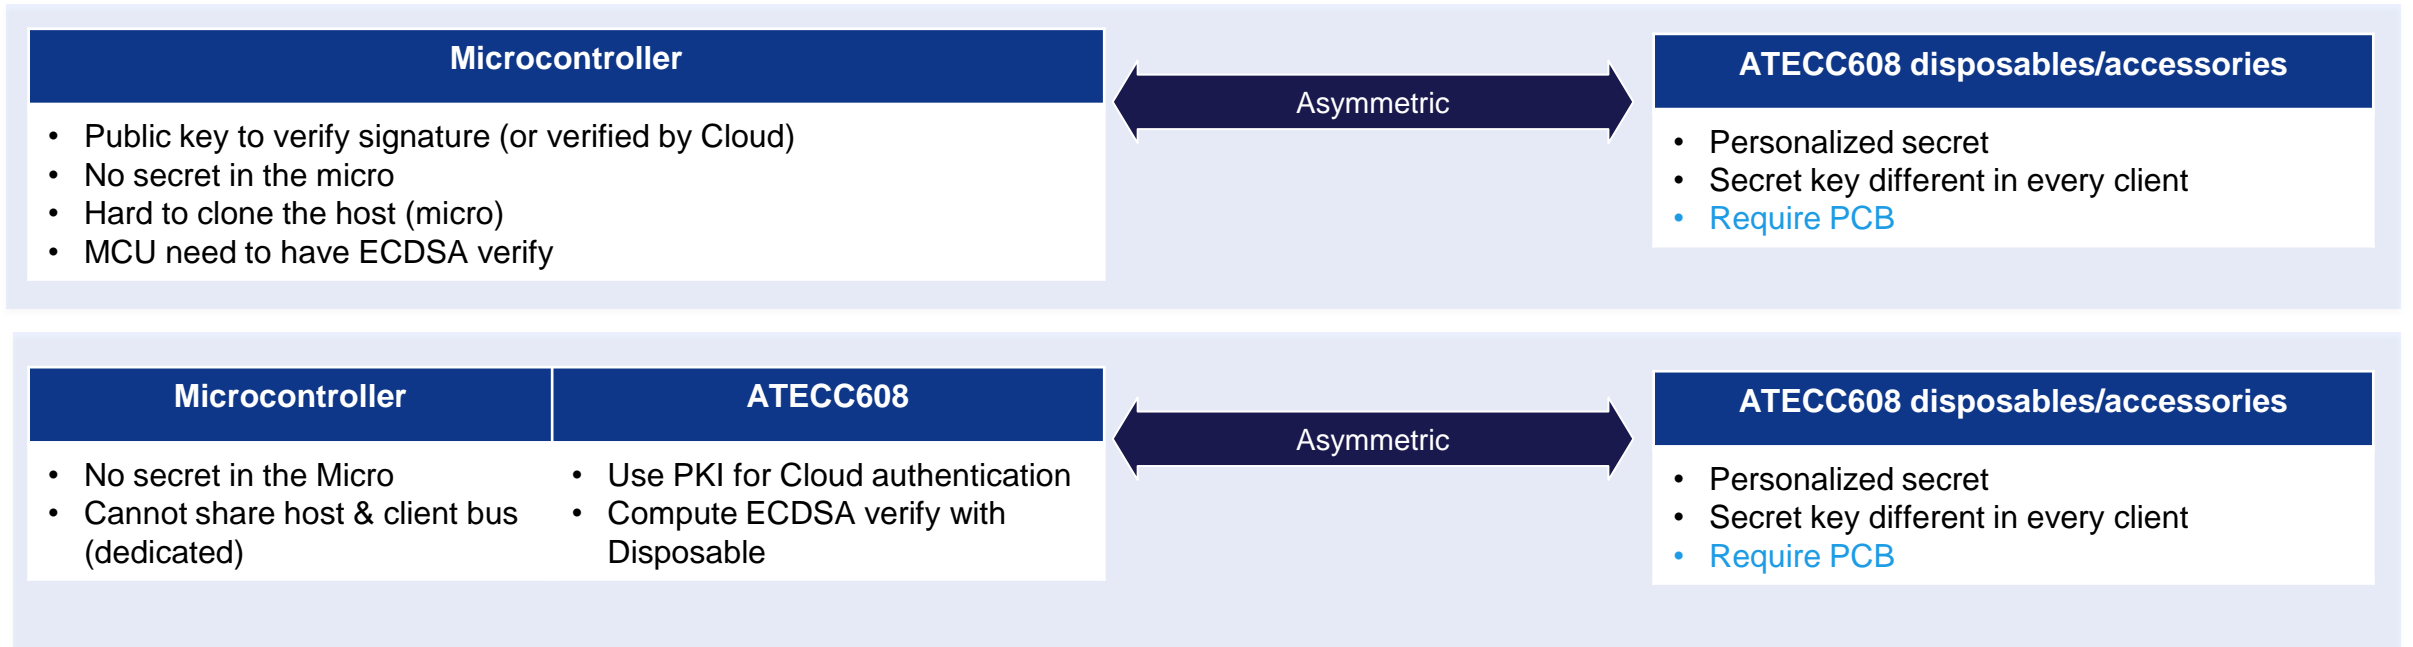 Microcontroller
• Public key to verify signature (or verified by Cloud)
• No secret in the micro
• Hard to clone the host (micro)
• MCU need to have ECDSA verify
Asymmetric
ATECC608 disposables/accessories
• Personalized secret
• Secret key different in every client
• Require PCB
Microcontroller
• No secret in the Micro
• Cannot share host & client bus
(dedicated)
ATECC608
• Use PKI for Cloud authentication
• Compute ECDSA verify with
Disposable
Asymmetric
ATECC608 disposables/accessories
• Personalized secret
• Secret key different in every client
• Require PCB